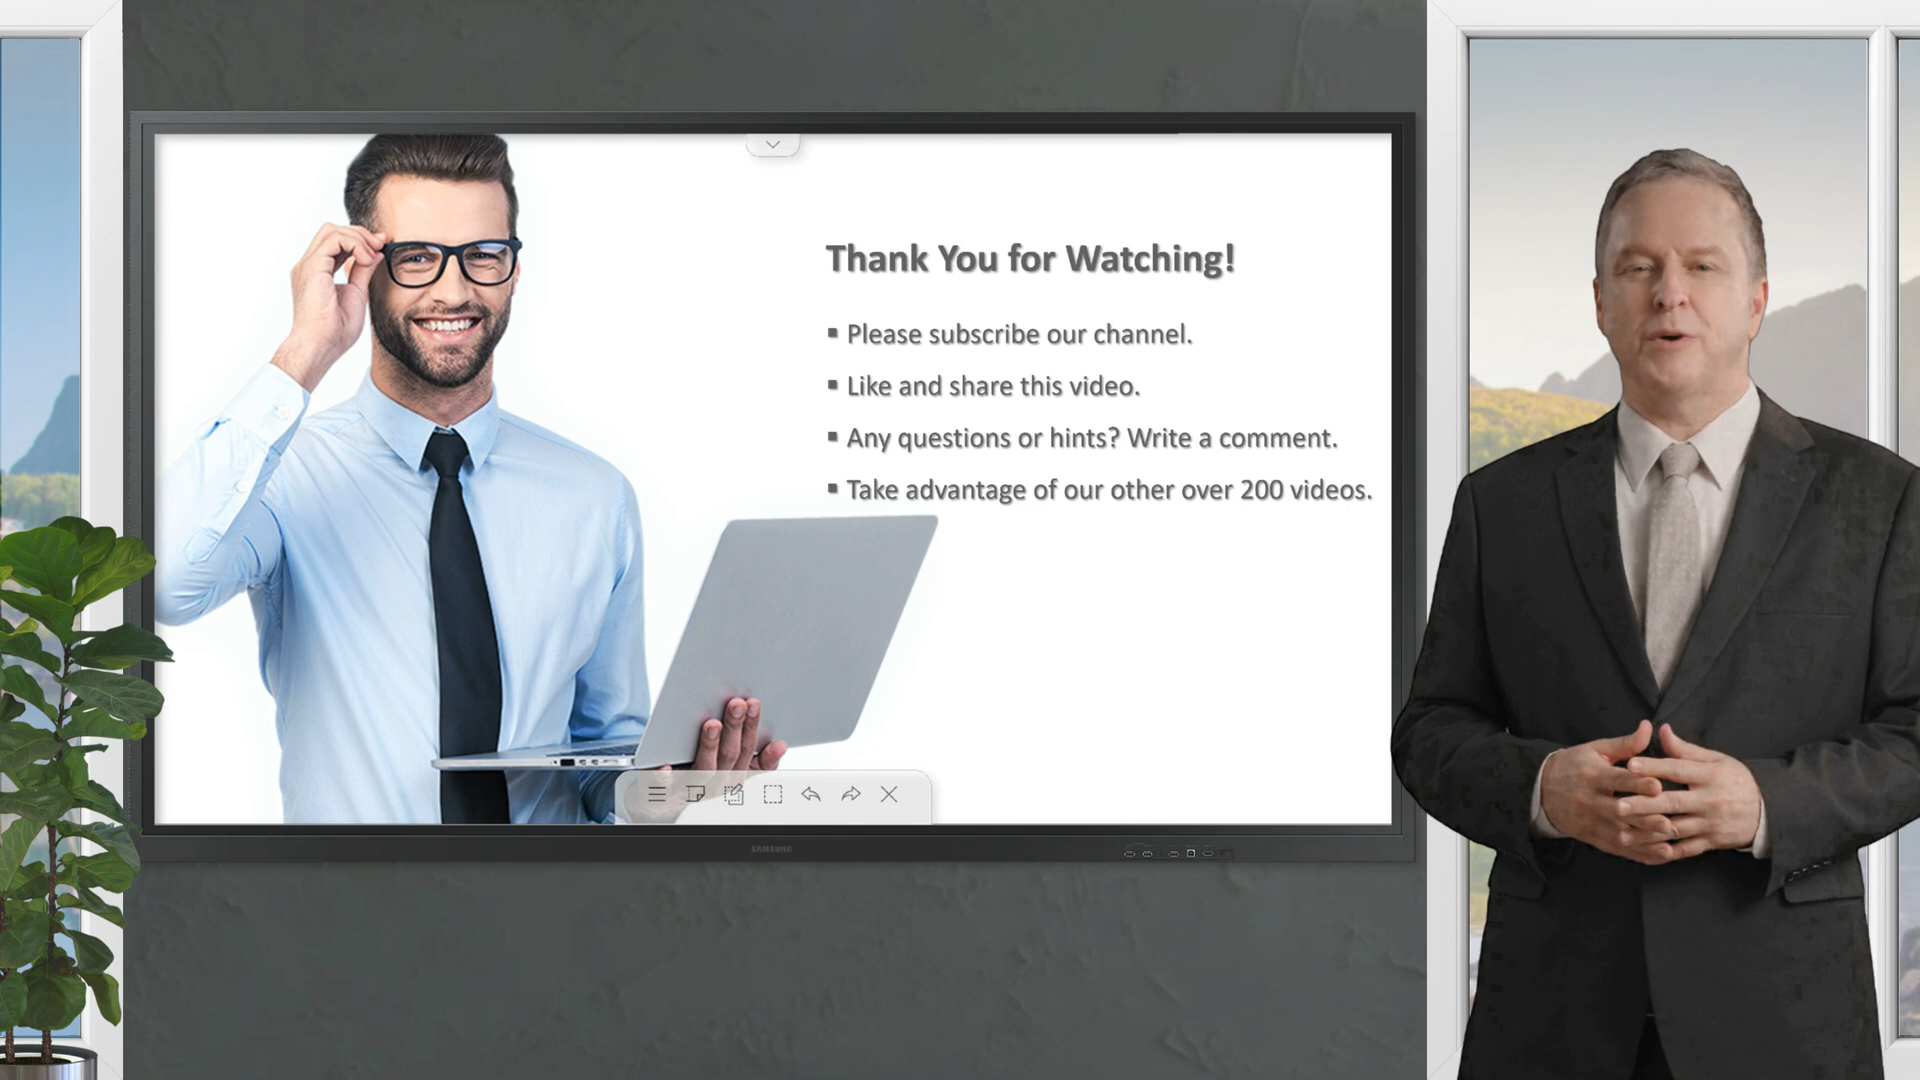 Thank You for Watching!
▪ Please subscribe our channel.
▪ Like and share this video.
▪ Any questions or hints? Write a comment.
▪ Take advantage of our other over 200 videos.
SAMSUNG